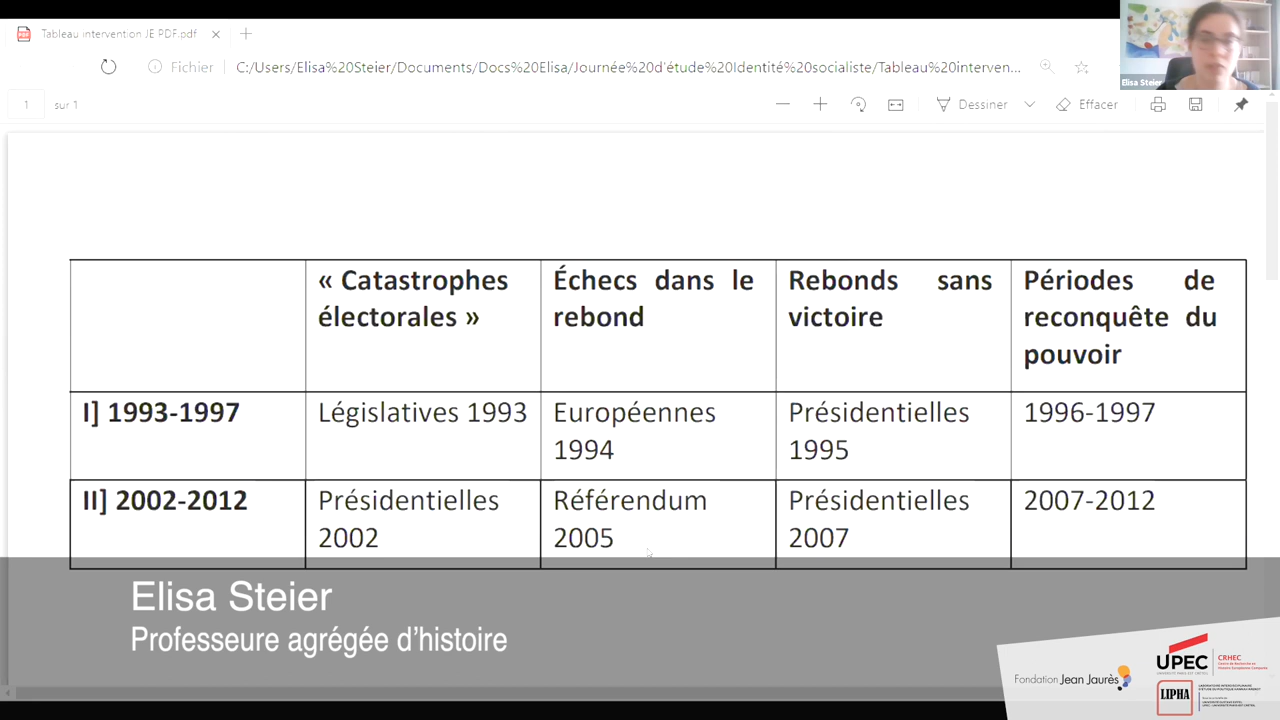 Tableau intervention JE PDF.pdf
Elisa Steier
Fichier
C:/Users/Elisa%20Steier/Documents/Docs%20Elisa/Journée%20d'étude%20Identité%20socialiste/Tableau%20interven...
1 sur 1
Dessiner
Effacer
« Catastrophes électorales »
Échecs dans le rebond
Rebonds sans victoire
Périodes de reconquête du pouvoir
I] 1993-1997
Législatives 1993
Européennes 1994
Présidentielles 1995
1996-1997
II] 2002-2012
Présidentielles 2002
Référendum 2005
Présidentielles 2007
2007-2012
Elisa Steier
Professeure agrégée d'histoire
Fondation Jean Jaurès
UPEC
CRHEC
LIPHA